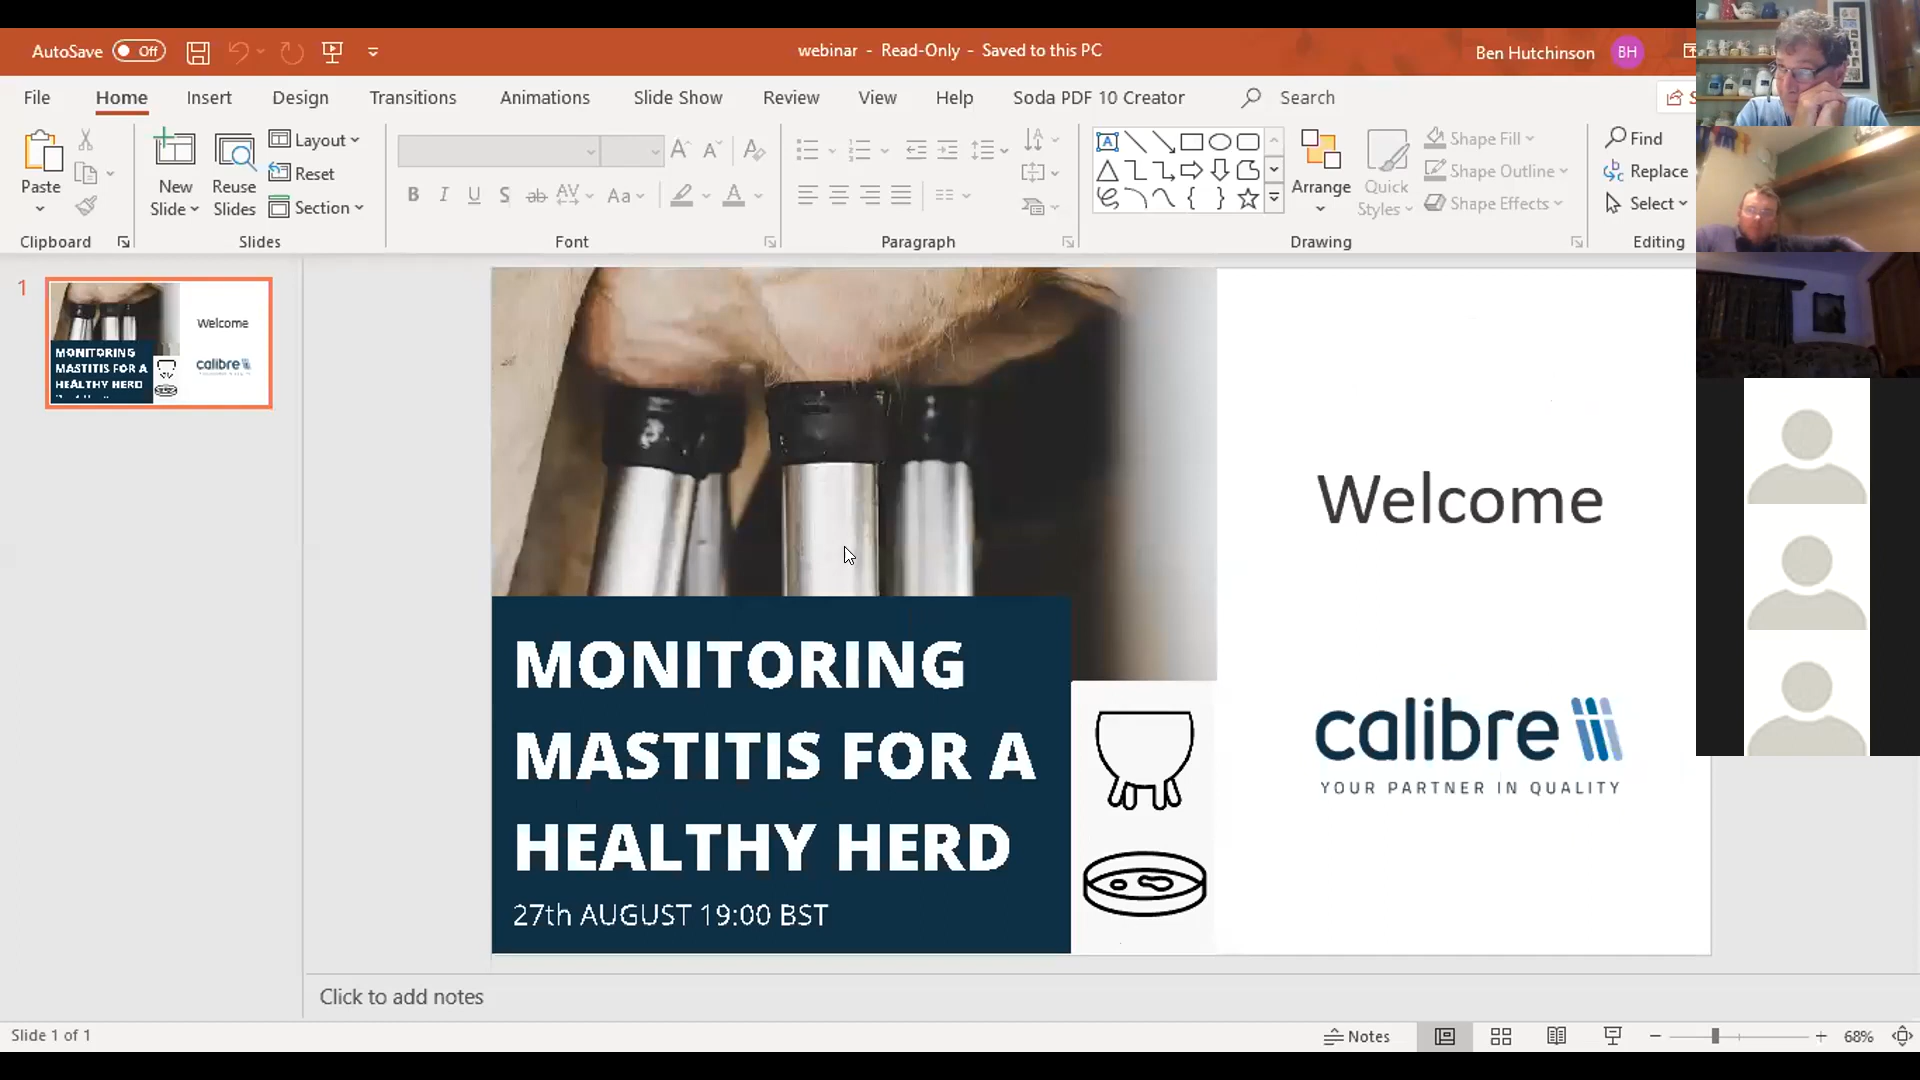 AutoSave Off
webinar - Read-Only - Saved to this PC
Ben Hutchinson BH
File Home Insert Design Transitions Animations Slide Show Review View Help Soda PDF 10 Creator Search
Paste
Clipboard
New Slide
Reuse Slides
Layout
Reset
Section
Slides
B I U S ab AV Aa A
Font
Paragraph
Arrange
Quick Styles
Shape Fill
Shape Outline
Shape Effects
Drawing
Find
Replace
Select
Editing
1
Welcome
MONITORING
MASTITIS FOR A
HEALTHY HERD
calibre
Welcome
MONITORING
MASTITIS FOR A
HEALTHY HERD
27th AUGUST 19:00 BST
calibre
YOUR PARTNER IN QUALITY
Click to add notes
Slide 1 of 1
Notes
68%